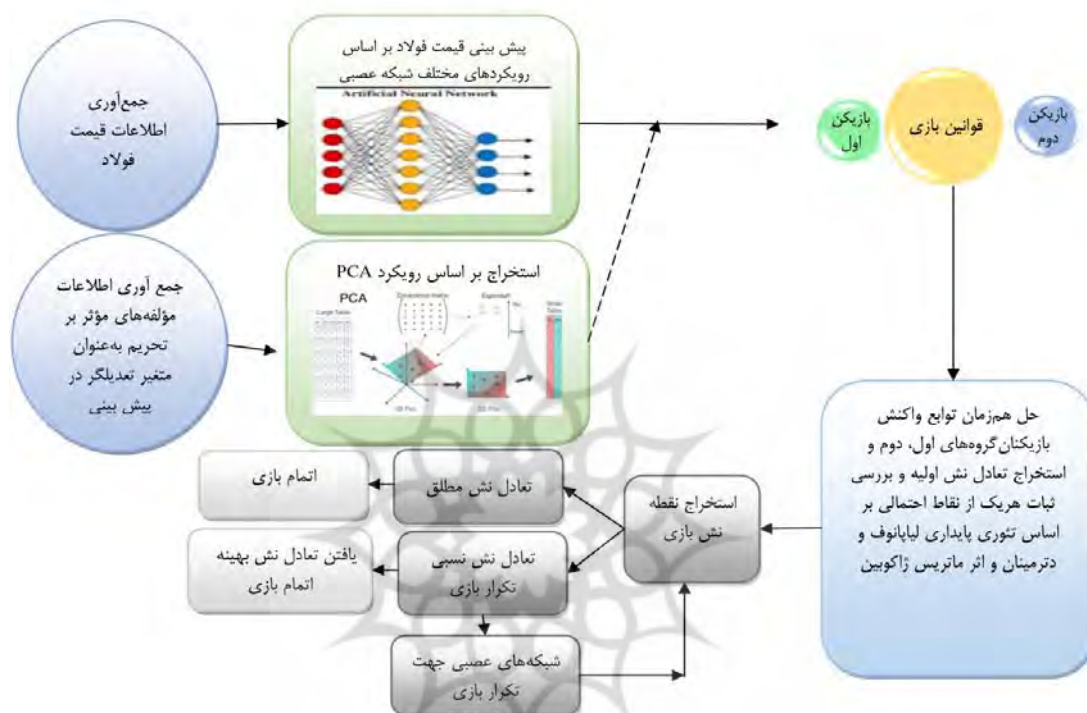 جمع‌آوری
اطلاعات قیمت
فولاد
پیش بینی قیمت فولاد بر اساس
رویکردهای مختلف شبکه عصبی
Artificial Neural Network
بازیکن
اول
قوانین بازی
بازیکن
دوم
جمع آوری اطلاعات
مؤلفه‌های مؤثر بر
تحریم به‌عنوان
متغیر تعدیلگر در
پیش بینی
استخراج بر اساس رویکرد PCA
PCA
Large Table
حل هم‌زمان توابع واکنش
بازیکنان گروه‌های اول، دوم و
استخراج تعادل نش اولیه و بررسی
ثبات هریک از نقاط احتمالی بر
اساس تئوری پایداری لیاپانوف و
دترمینان و اثر ماتریس ژاکوبین
استخراج نقطه
نش بازی
تعادل نش مطلق
اتمام بازی
تعادل نش نسبی
تکرار بازی
یافتن تعادل نش بهینه
اتمام بازی
شبکه‌های عصبی جهت
تکرار بازی